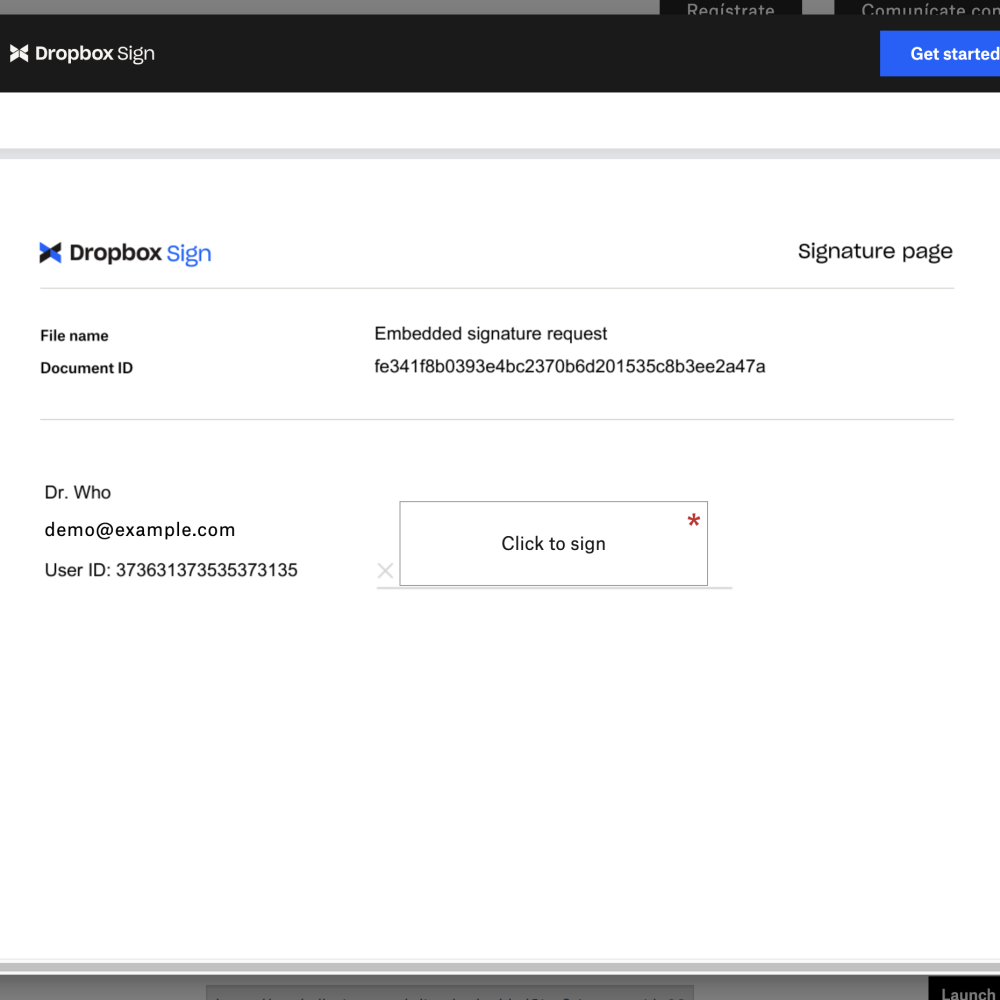 Regístrate
Comunícate con
Dropbox Sign
Get started
Dropbox Sign
Signature page
File name
Embedded signature request
Document ID
fe341f8b0393e4bc2370b6d201535c8b3ee2a47a
Dr. Who
demo@example.com
*
Click to sign
User ID: 373631373535373135
Launch